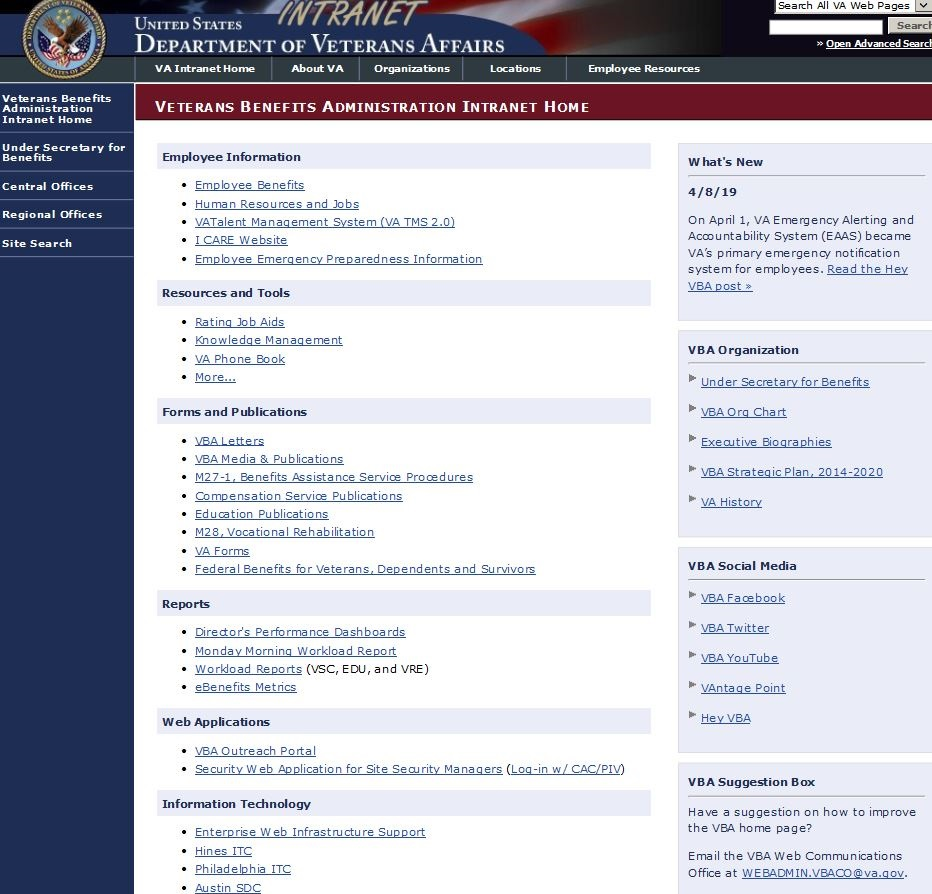 INTRANET
UNITED STATES
DEPARTMENT OF VETERANS AFFAIRS
Search All VA Web Pages
Search
» Open Advanced Search
VA Intranet Home
About VA
Organizations
Locations
Employee Resources
Veterans Benefits
Administration
Intranet Home
Under Secretary for
Benefits
Central Offices
Regional Offices
Site Search
VETERANS BENEFITS ADMINISTRATION INTRANET HOME
Employee Information
• Employee Benefits
• Human Resources and Jobs
• VATalent Management System (VA TMS 2.0)
• I CARE Website
• Employee Emergency Preparedness Information
Resources and Tools
• Rating Job Aids
• Knowledge Management
• VA Phone Book
• More...
Forms and Publications
• VBA Letters
• VBA Media & Publications
• M27-1, Benefits Assistance Service Procedures
• Compensation Service Publications
• Education Publications
• M28, Vocational Rehabilitation
• VA Forms
• Federal Benefits for Veterans, Dependents and Survivors
Reports
• Director's Performance Dashboards
• Monday Morning Workload Report
• Workload Reports (VSC, EDU, and VRE)
• eBenefits Metrics
Web Applications
• VBA Outreach Portal
• Security Web Application for Site Security Managers (Log-in w/ CAC/PIV)
Information Technology
• Enterprise Web Infrastructure Support
• Hines ITC
• Philadelphia ITC
• Austin SDC
What's New
4/8/19
On April 1, VA Emergency Alerting and
Accountability System (EAAS) became
VA's primary emergency notification
system for employees. Read the Hey
VBA post »
VBA Organization
Under Secretary for Benefits
VBA Org Chart
Executive Biographies
VBA Strategic Plan, 2014-2020
VA History
VBA Social Media
VBA Facebook
VBA Twitter
VBA YouTube
VAntage Point
Hey VBA
VBA Suggestion Box
Have a suggestion on how to improve
the VBA home page?
Email the VBA Web Communications
Office at WEBADMIN.VBACO@va.gov.